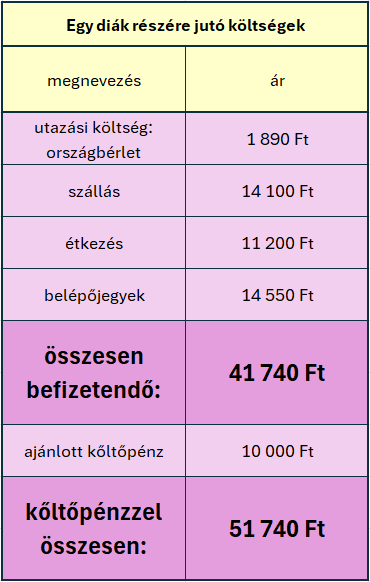 Egy diák részére jutó költségek
megnevezés ár
utazási költség:
országbérlet 1 890 Ft
szállás 14 100 Ft
étkezés 11 200 Ft
belépőjegyek 14 550 Ft
összesen
befizetendő: 41 740 Ft
ajánlott kőltőpénz 10 000 Ft
kőltőpénzzel
összesen: 51 740 Ft